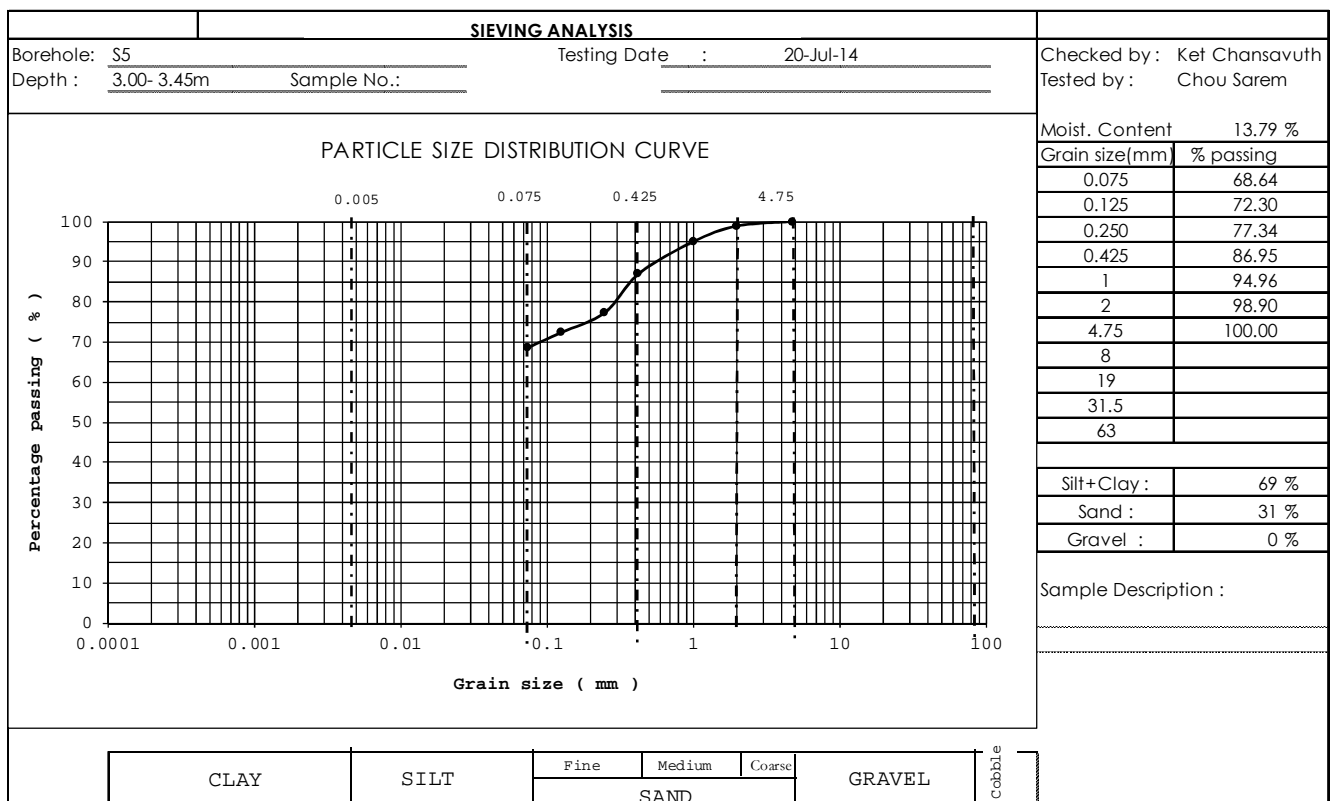 SIEVING ANALYSIS
Borehole: S5 Testing Date : 20-Jul-14
Depth : 3.00- 3.45m Sample No.:
Checked by : Ket Chansavuth
Tested by : Chou Sarem
PARTICLE SIZE DISTRIBUTION CURVE
0.005 0.075 0.425 4.75
100
90
80
70
60
50
40
30
20
10
0
Percentage passing ( % )
0.0001 0.001 0.01 0.1 1 10 100
Grain size ( mm )
Moist. Content 13.79 %
Grain size(mm) % passing
0.075 68.64
0.125 72.30
0.250 77.34
0.425 86.95
1 94.96
2 98.90
4.75 100.00
8
19
31.5
63
Silt+Clay : 69 %
Sand : 31 %
Gravel : 0 %
Sample Description :
CLAY SILT Fine Medium Coarse GRAVEL Cobble
SAND